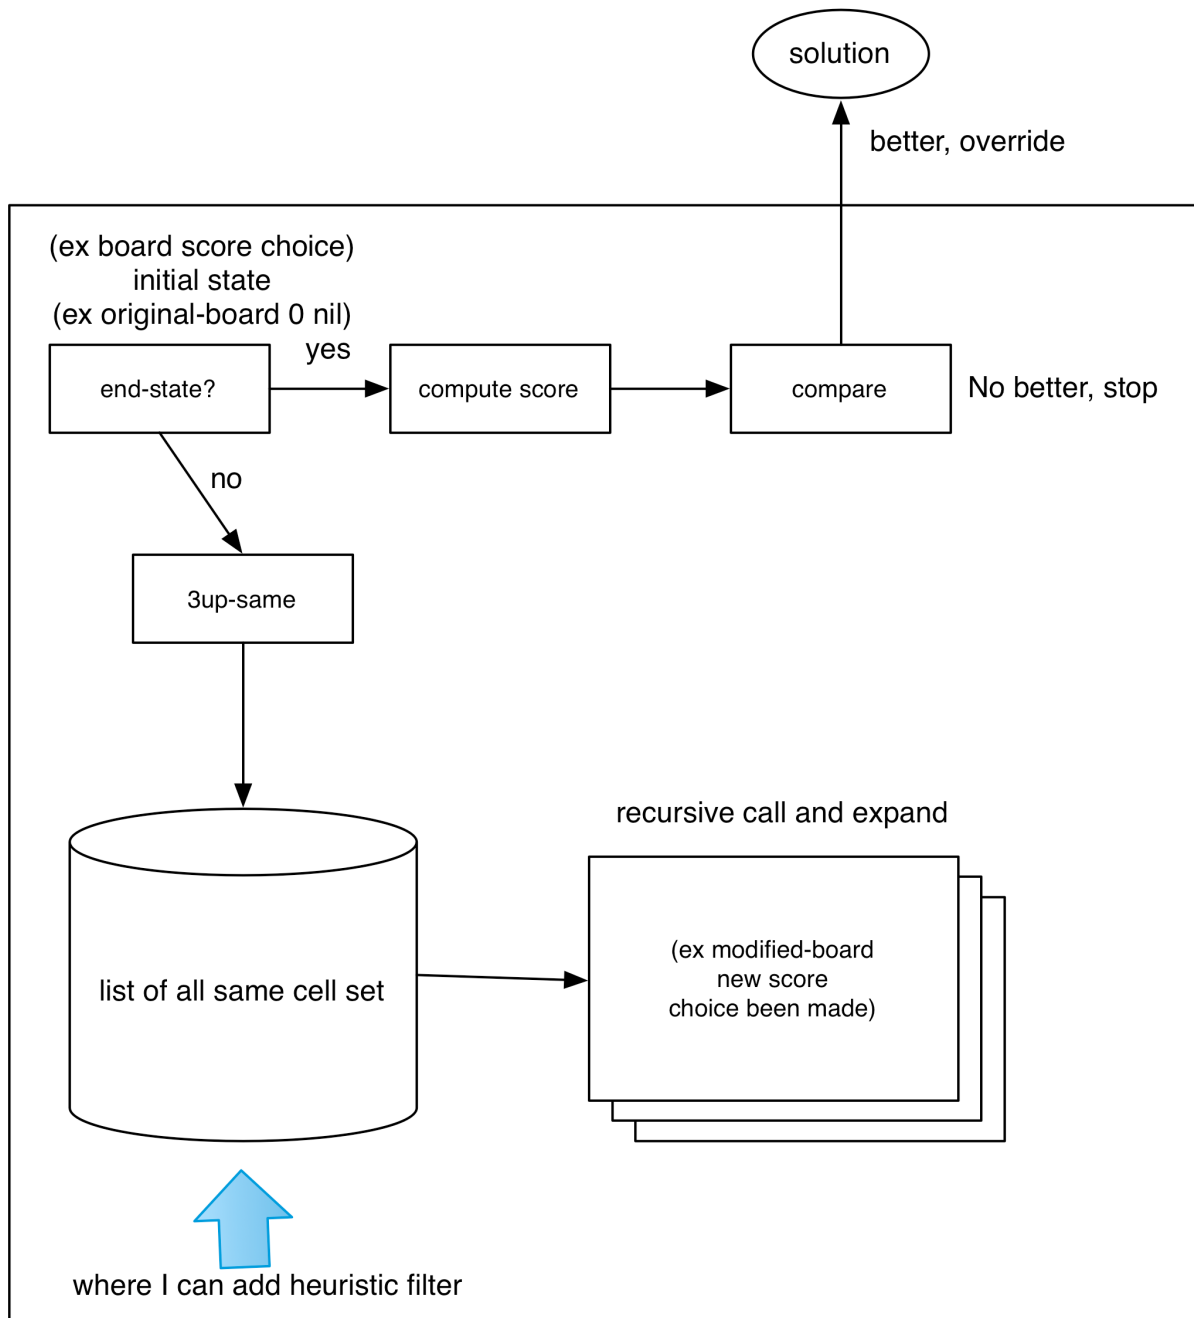 solution
better, override
(ex board score choice)
initial state
(ex original-board 0 nil)
yes
end-state?
compute score
compare
No better, stop
no
3up-same
recursive call and expand
list of all same cell set
(ex modified-board
new score
choice been made)
where I can add heuristic filter